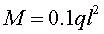 M = 0.1ql²